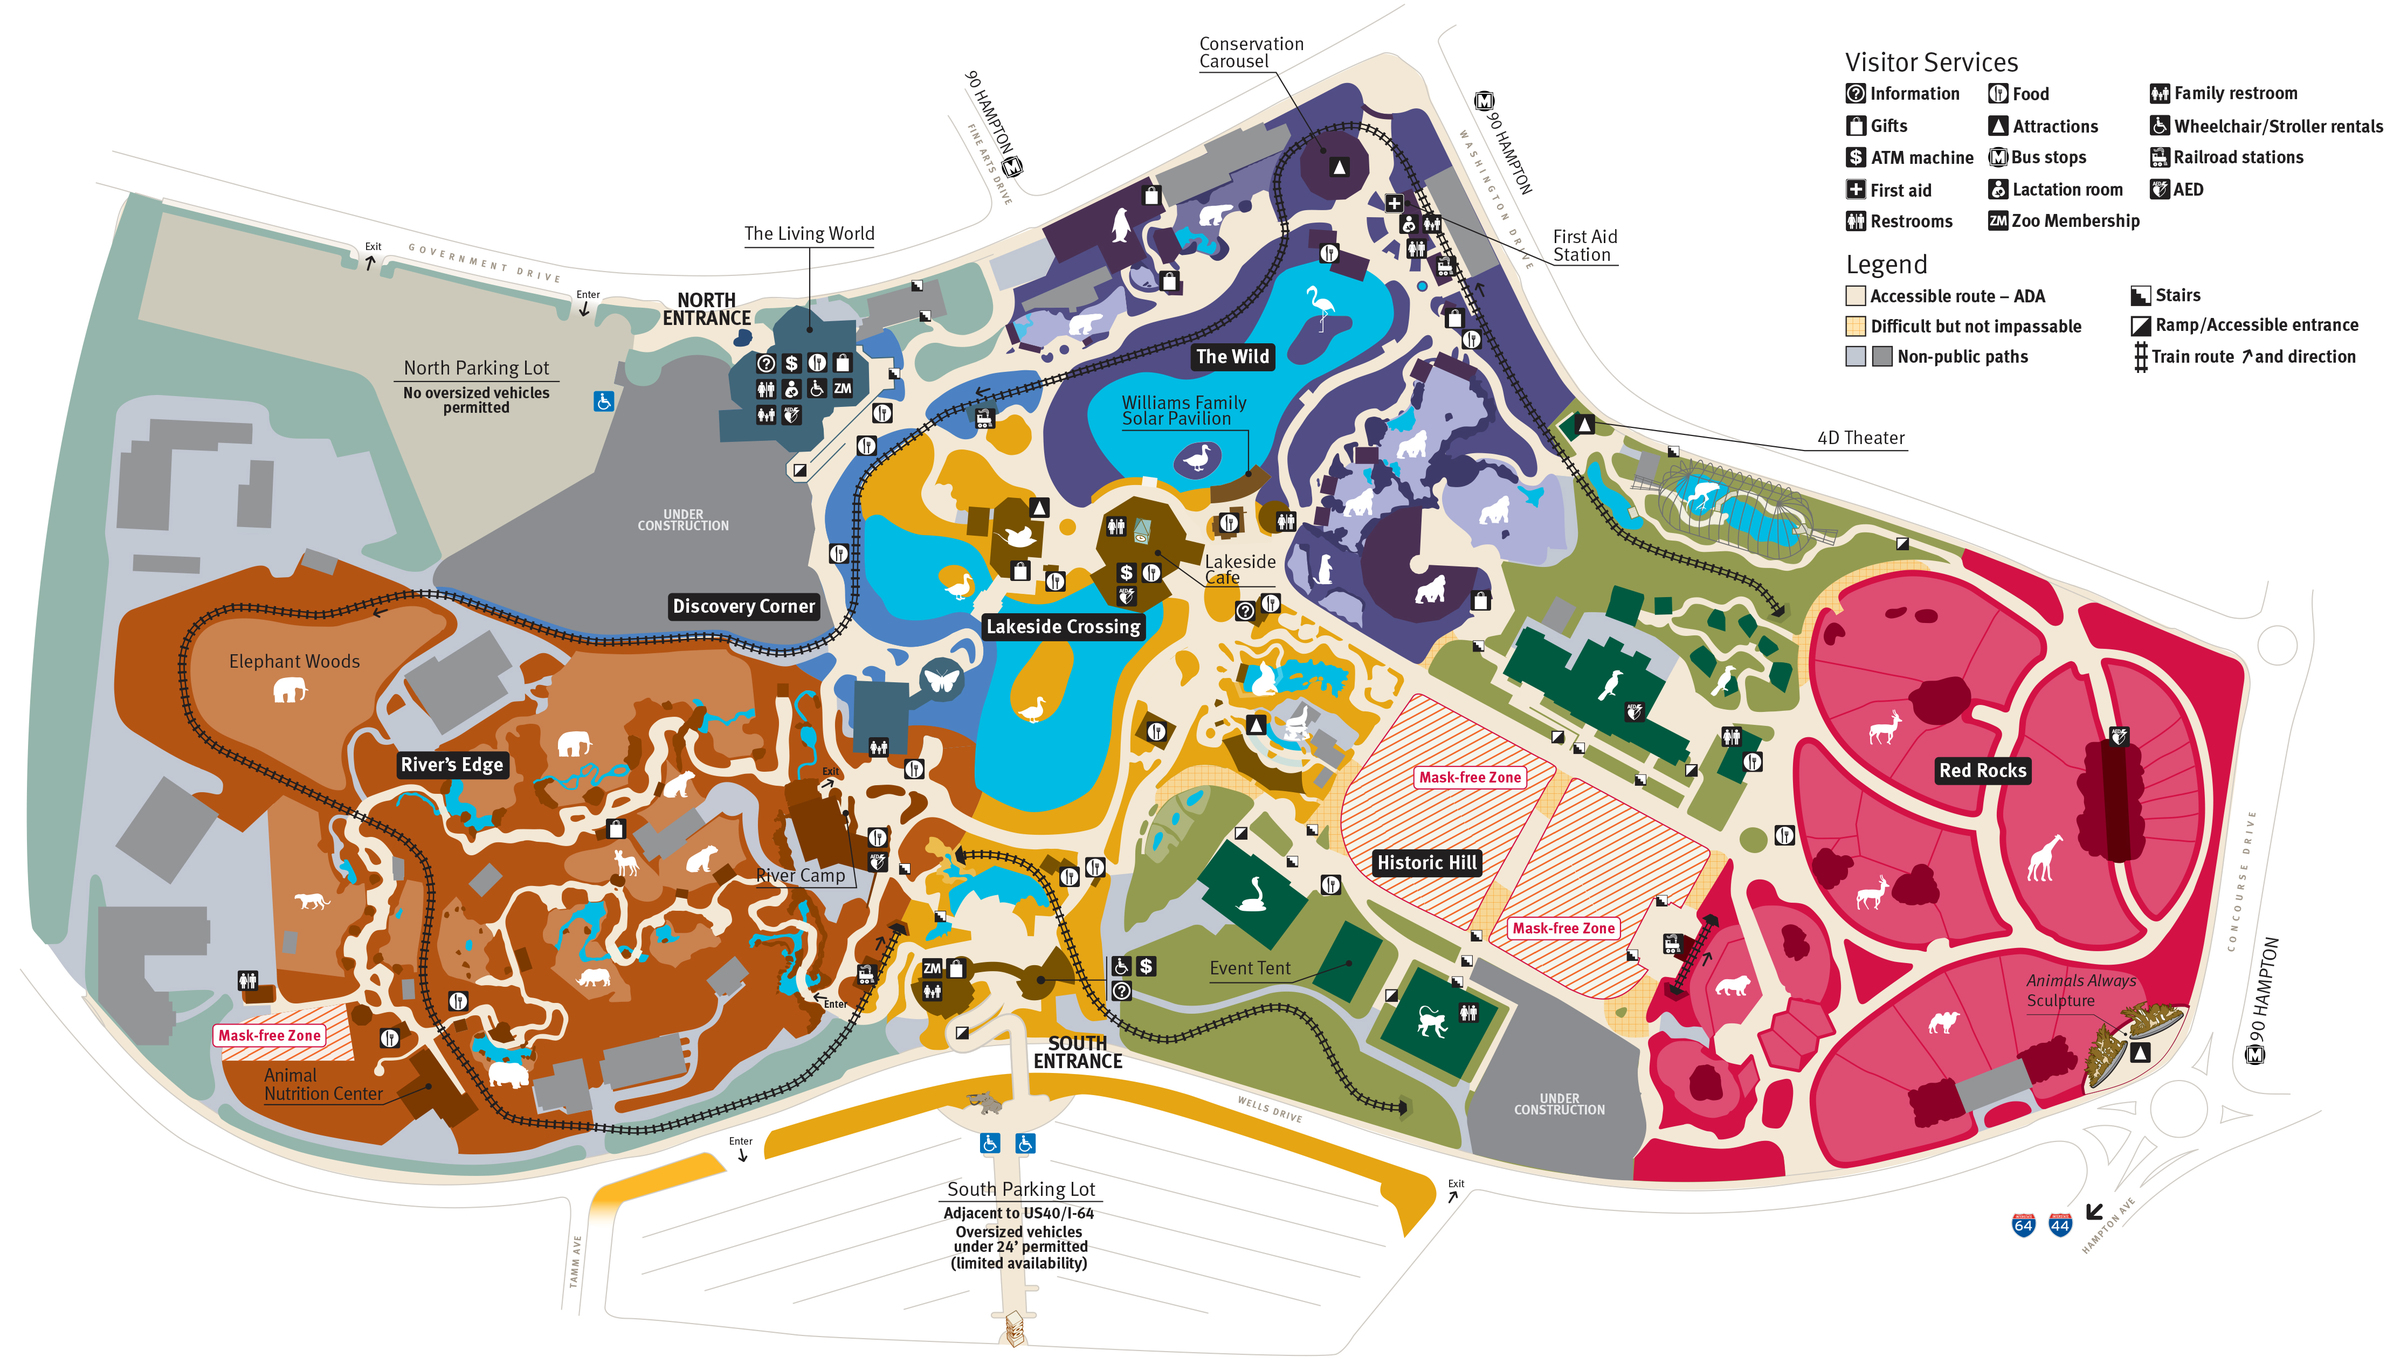 Conservation
Carousel
90 HAMPTON
FINE ARTS DRIVE
90 HAMPTON
WASHINGTON DRIVE
Visitor Services
Information
Food
Family restroom
Gifts
Attractions
Wheelchair/Stroller rentals
$ ATM machine
M Bus stops
Railroad stations
First aid
Lactation room
AED AED
Restrooms
ZM Zoo Membership
Legend
Accessible route – ADA
Stairs
Difficult but not impassable
Ramp/Accessible entrance
Non-public paths
Train route and direction
Exit
GOVERNMENT DRIVE
Enter
NORTH
ENTRANCE
The Living World
First Aid
Station
The Wild
North Parking Lot
No oversized vehicles
permitted
Williams Family
Solar Pavilion
4D Theater
UNDER
CONSTRUCTION
Lakeside
Cafe
Discovery Corner
Lakeside Crossing
Elephant Woods
River's Edge
Exit
River Camp
Enter
Mask-free Zone
Historic Hill
Mask-free Zone
Red Rocks
CONCOURSE DRIVE
90 HAMPTON
Event Tent
Animals Always
Sculpture
Mask-free Zone
Animal
Nutrition Center
SOUTH
ENTRANCE
UNDER
CONSTRUCTION
WELLS DRIVE
Enter
Exit
TAMM AVE
South Parking Lot
Adjacent to US40/I-64
Oversized vehicles
under 24' permitted
(limited availability)
64
44
HAMPTON AVE